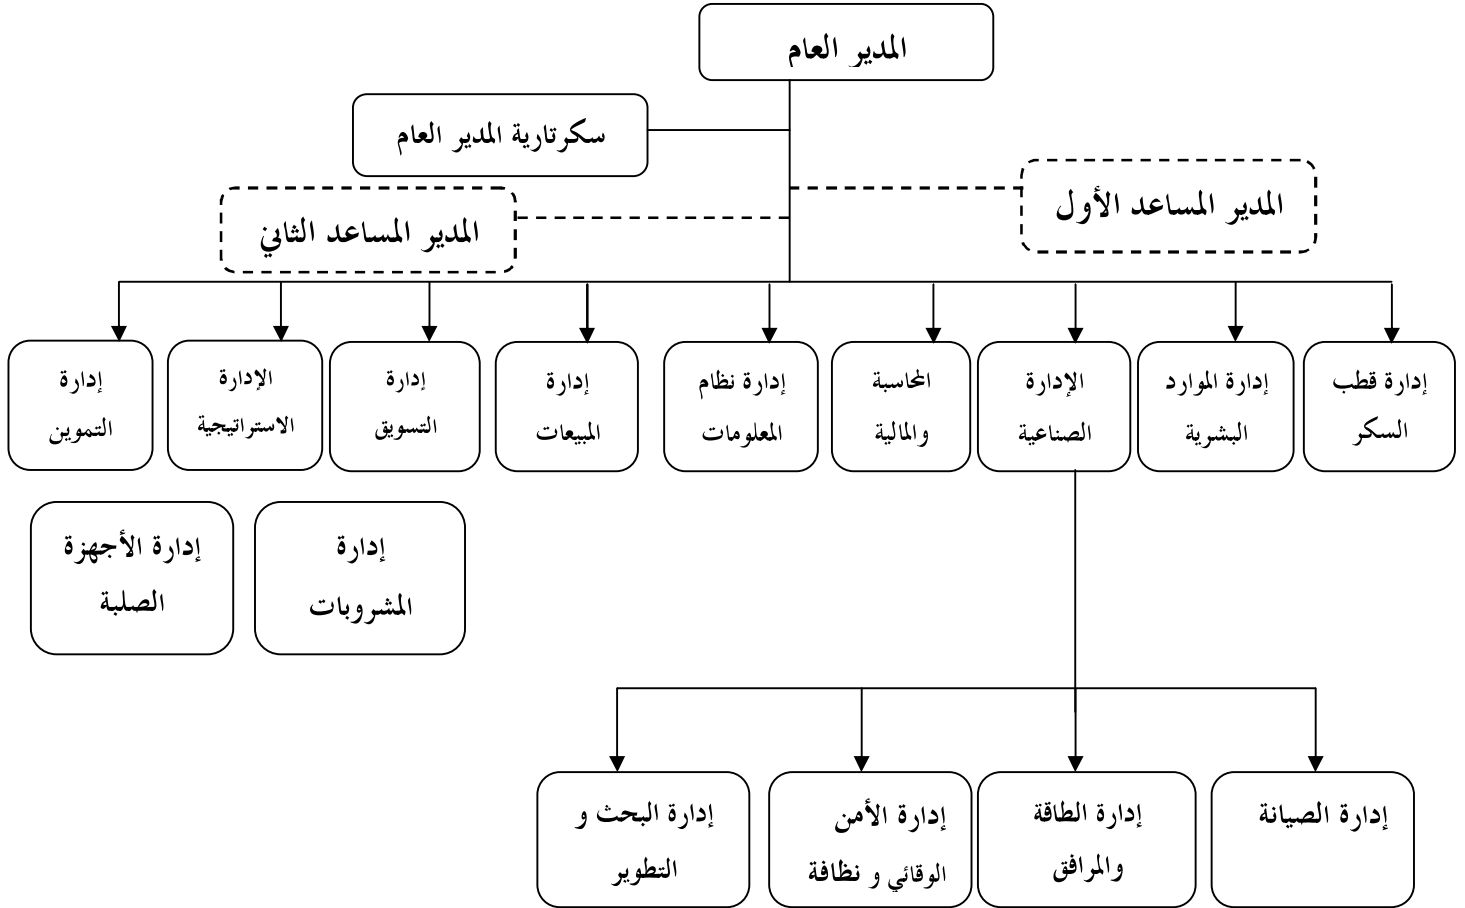 المدير العام
سكرتارية المدير العام
المدير المساعد الأول
المدير المساعد الثاني
إدارة قطب
السكر
إدارة الموارد
البشرية
الإدارة
الصناعية
المحاسبة
والمالية
إدارة نظام
المعلومات
إدارة
المبيعات
إدارة
التسويق
الإدارة
الاستراتيجية
إدارة
التموين
إدارة
المشروبات
إدارة الأجهزة
الصلبة
إدارة الصيانة
إدارة الطاقة
والمرافق
إدارة الأمن
الوقائي و نظافة
إدارة البحث و
التطوير